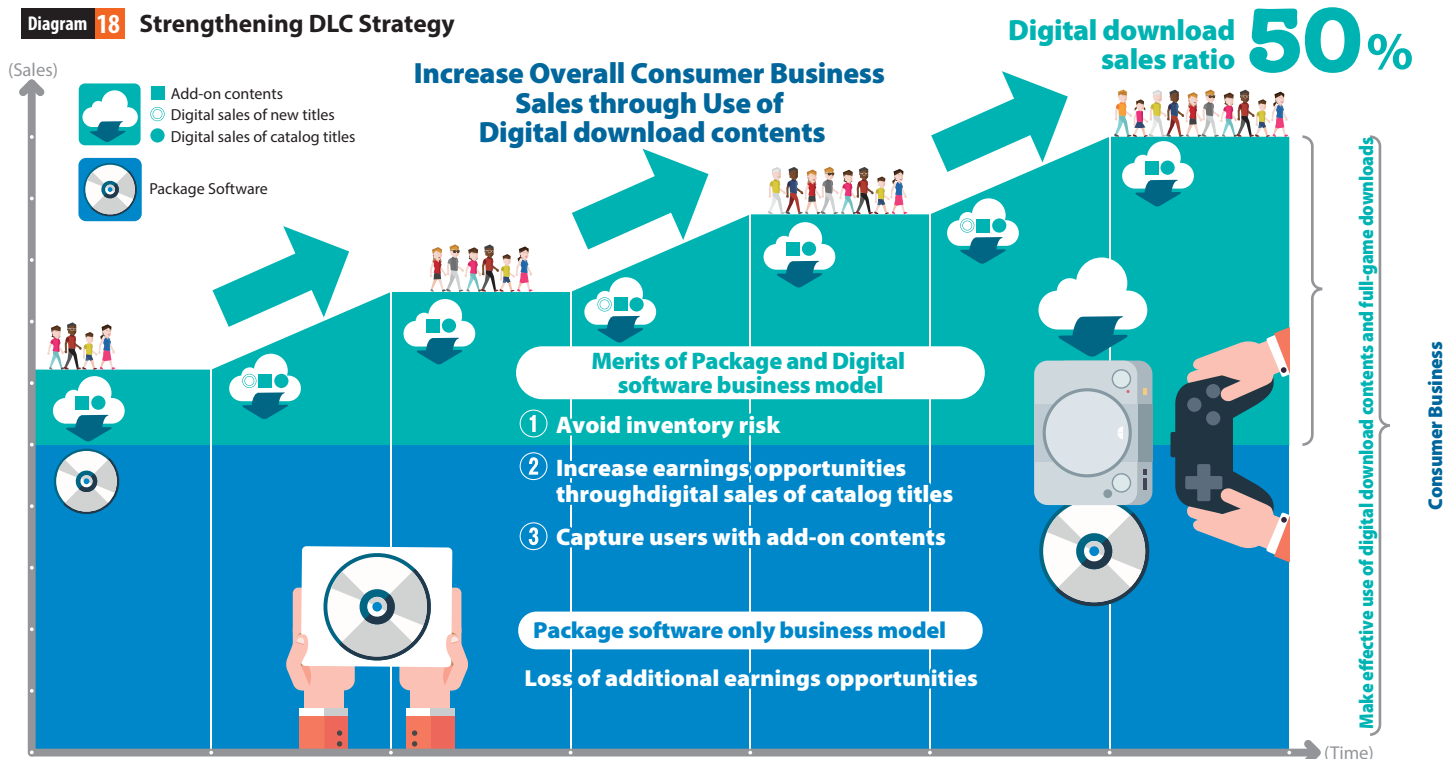 Diagram 18 Strengthening DLC Strategy
Digital download
sales ratio 50%
(Sales)
Add-on contents
Digital sales of new titles
Digital sales of catalog titles
Package Software
Increase Overall Consumer Business
Sales through Use of
Digital download contents
Merits of Package and Digital
software business model
① Avoid inventory risk
② Increase earnings opportunities
throughdigital sales of catalog titles
③ Capture users with add-on contents
Package software only business model
Loss of additional earnings opportunities
Make effective use of digital download contents and full-game downloads
Consumer Business
(Time)